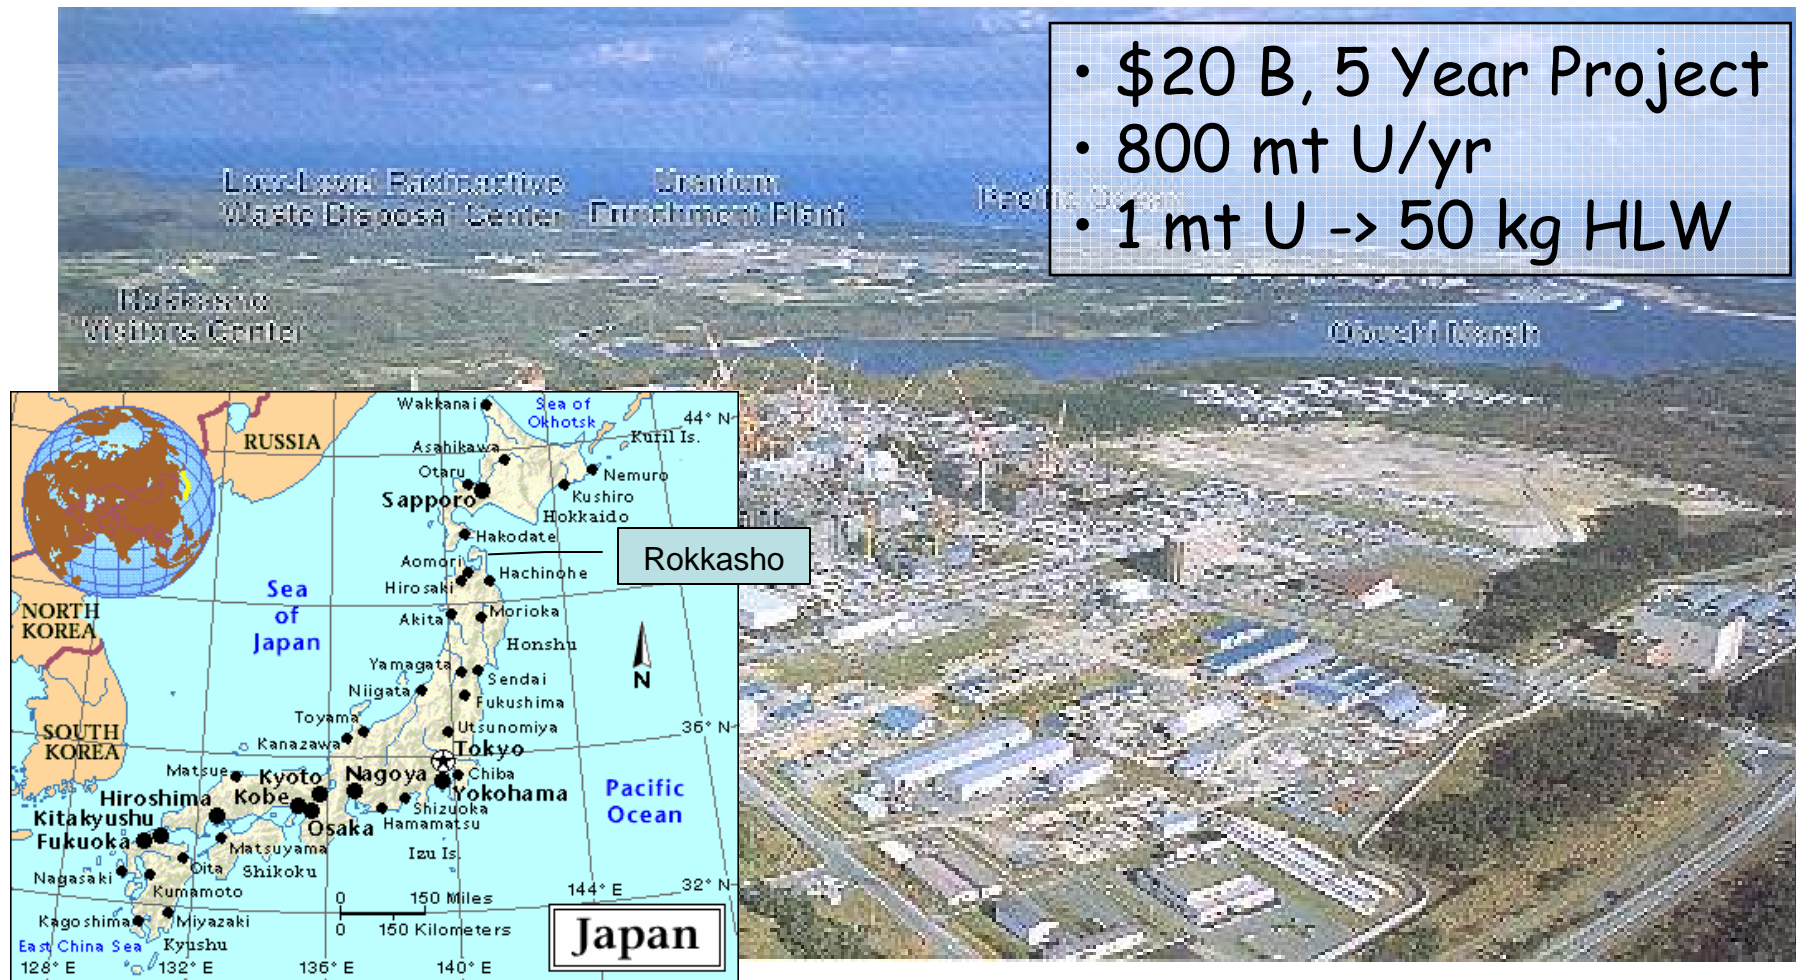 • $20 B, 5 Year Project
• 800 mt U/yr
• 1 mt U -> 50 kg HLW
Low-Level Radioactive
Waste Disposal Center
Uranium
Enrichment Plant
Pacific Ocean
Rokkasho
Visitors Center
Obuchi Marsh
Rokkasho
Wakkanai
Sea of
Okhotsk
44° N
RUSSIA
Kuril Is.
Asahikawa
Otaru
Nemuro
Sapporo
Kushiro
Hokkaido
Hakodate
Aomori
Hachinohe
Hirosaki
Sea
of
Japan
NORTH
KOREA
Akita
Morioka
Honshu
Yamagata
Sendai
N
Niigata
Fukushima
Toyama
Utsunomiya
36° N
SOUTH
KOREA
Kanazawa
Tokyo
Matsue
Kyoto
Nagoya
Chiba
Kobe
Yokohama
Pacific
Ocean
Hiroshima
Shizuoka
Kitakyushu
Osaka
Hamamatsu
Fukuoka
Matsuyama
Izu Is.
Oita
Shikoku
Nagasaki
Kumamoto
144° E
32° N
0
150 Miles
Kagoshima
Miyazaki
0
150 Kilometers
Japan
East China Sea
Kyushu
128° E
132° E
136° E
140° E